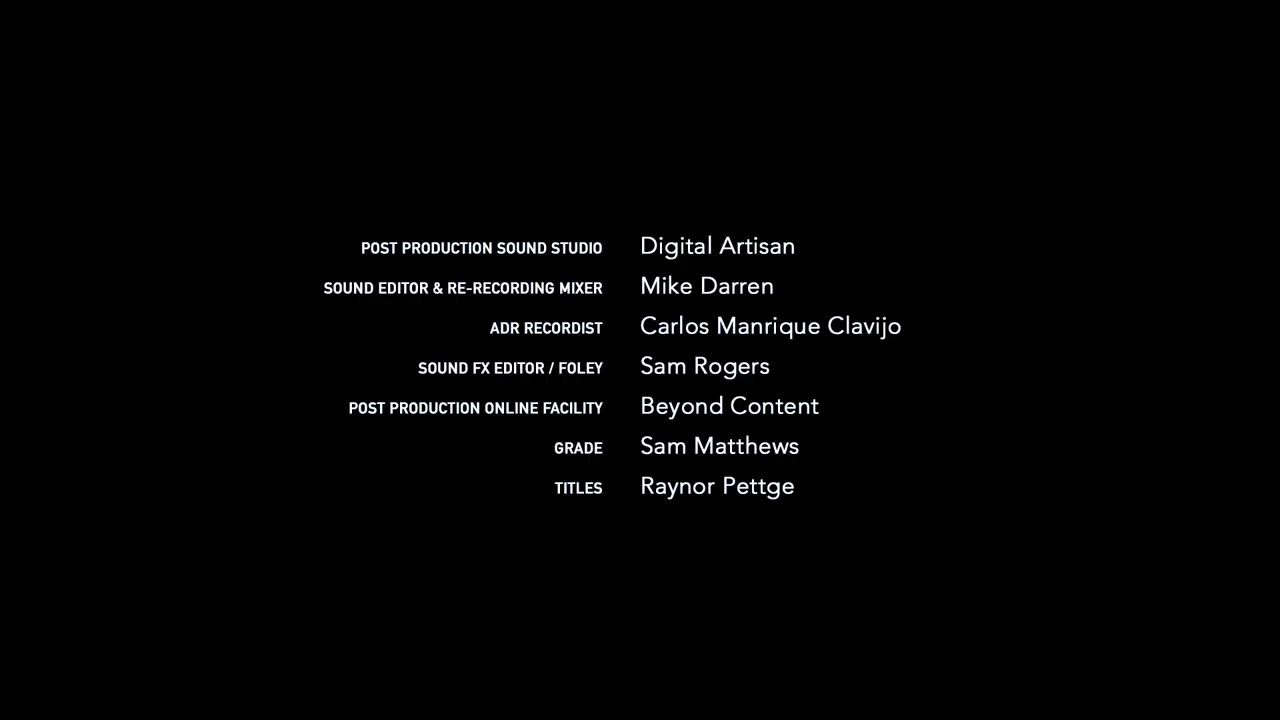 POST PRODUCTION SOUND STUDIO Digital Artisan
SOUND EDITOR & RE-RECORDING MIXER Mike Darren
ADR RECORDIST Carlos Manrique Clavijo
SOUND FX EDITOR / FOLEY Sam Rogers
POST PRODUCTION ONLINE FACILITY Beyond Content
GRADE Sam Matthews
TITLES Raynor Pettge